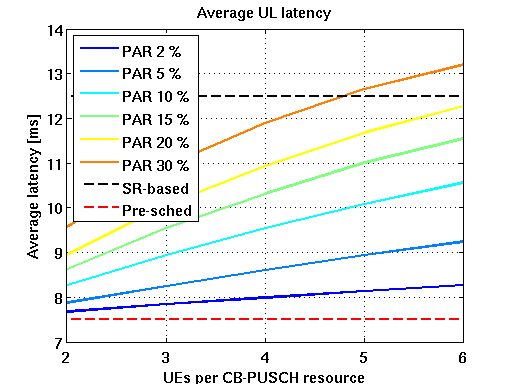 Average UL latency
14
13
12
11
10
9
8
7
Average latency [ms]
PAR 2 %
PAR 5 %
PAR 10 %
PAR 15 %
PAR 20 %
PAR 30 %
SR-based
Pre-sched
2
3
4
5
6
UEs per CB-PUSCH resource